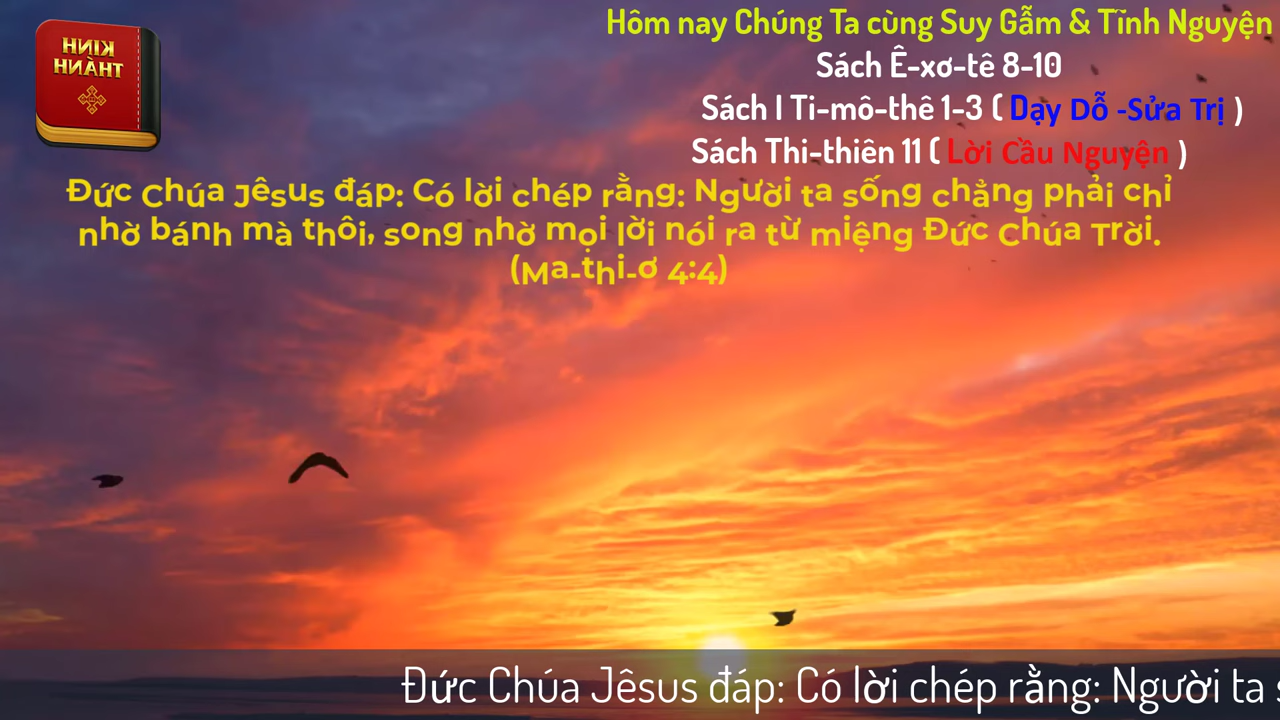 KINH
THÀNH
Hôm nay Chúng Ta cùng Suy Gẫm & Tĩnh Nguyện
Sách Ê-xơ-tê 8-10
Sách I Ti-mô-thê 1-3 ( Dạy Dỗ -Sửa Trị )
Sách Thi-thiên 11 ( Lời Cầu Nguyện )
Đức Chúa Jêsus đáp: Có lời chép rằng: Người ta sống chẳng phải chỉ
nhờ bánh mà thôi, song nhờ mọi lời nói ra từ miệng Đức Chúa Trời.
(Ma-thi-ơ 4:4)
Đức Chúa Jêsus đáp: Có lời chép rằng: Người ta